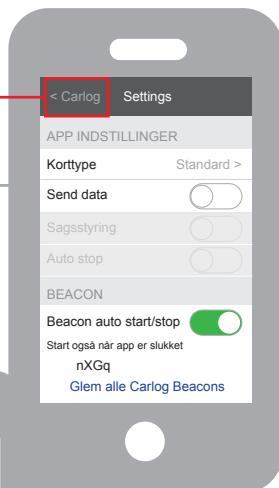 < Carlog Settings
APP INDSTILLINGER
Korttype Standard >
Send data
Sagsstyring
Auto stop
BEACON
Beacon auto start/stop
Start også når app er slukket
nXGq
Glem alle Carlog Beacons